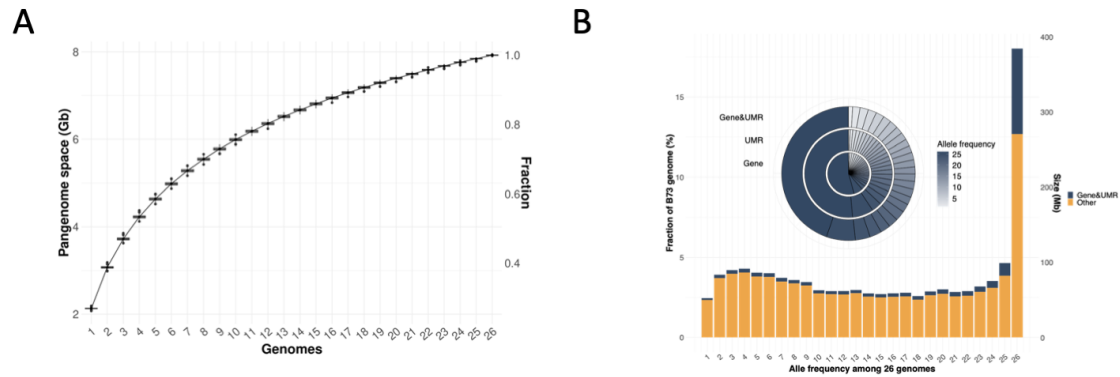 A
B
8
6
4
2
Pangenome space (Gb)
1.0
0.8
0.6
0.4
Fraction
1 2 3 4 5 6 7 8 9 10 11 12 13 14 15 16 17 18 19 20 21 22 23 24 25 26
Genomes
15
10
5
0
Fraction of B73 genome (%)
Gene&UMR
UMR
Gene
Allele frequency
25
20
15
10
5
400
300
200
100
0
Size (Mb)
Gene&UMR
Other
1 2 3 4 5 6 7 8 9 10 11 12 13 14 15 16 17 18 19 20 21 22 23 24 25 26
Alle frequency among 26 genomes